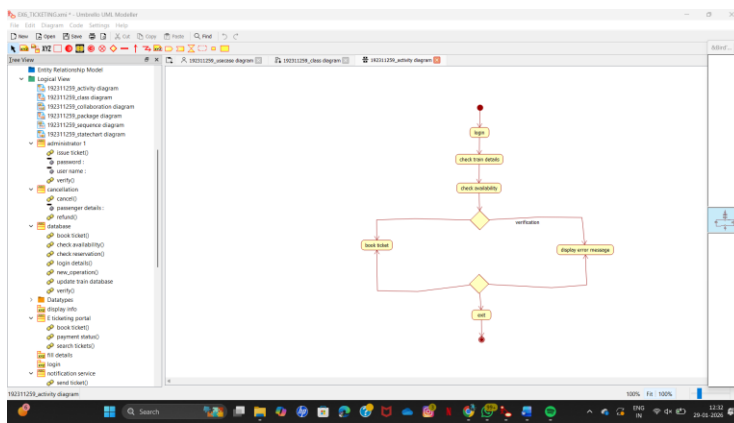 EX6_TICKETING.xmi * - Umbrello UML Modeller
File Edit Diagram Code Settings Help
New Open Save Cut Copy Paste Find
XYZ
Tree View
192311259_usecase diagram 192311259_class diagram 192311259_activity diagram
Entity Relationship Model
Logical View
192311259_activity diagram
192311259_class diagram
192311259_collaboration diagram
192311259_package diagram
192311259_sequence diagram
192311259_statechart diagram
administrator 1
issue ticket()
password :
user name :
verify()
cancellation
cancel()
passenger details :
refund()
database
book ticket()
check availability()
check reservation()
login details()
new_operation()
update train database
verify()
Datatypes
display info
E ticketing portal
book ticket()
payment status()
search tickets()
fill details
login
notification service
send ticket()
login
check train details
check availability
verification
book ticket
display error message
exit
192311259_activity diagram
100% Fit : 100%
Search
ENG
IN
12:32
29-01-2026